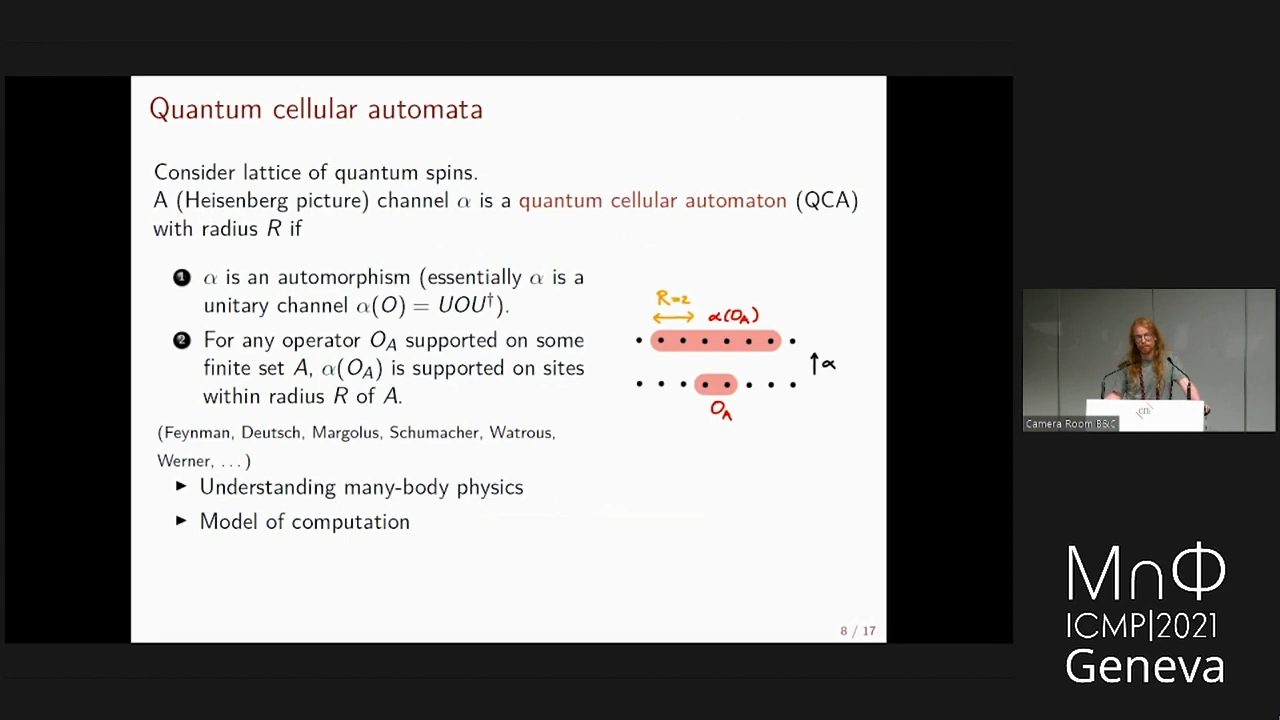 Quantum cellular automata
Consider lattice of quantum spins.
A (Heisenberg picture) channel α is a quantum cellular automaton (QCA)
with radius R if
1 α is an automorphism (essentially α is a
unitary channel α(O) = UOU†).
2 For any operator O_A supported on some
finite set A, α(O_A) is supported on sites
within radius R of A.
(Feynman, Deutsch, Margolus, Schumacher, Watrous,
Werner, ...)
▶ Understanding many-body physics
▶ Model of computation
R=2
α(O_A)
↑α
O_A
8 / 17
Camera Room B&C
M∩Φ
ICMP|2021
Geneva